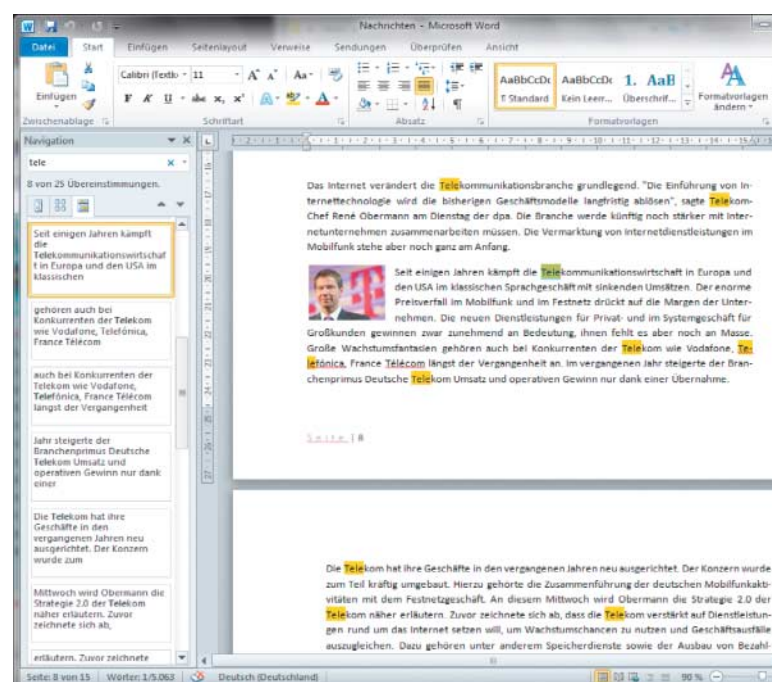 Nachrichten - Microsoft Word
Datei Start Einfügen Seitenlayout Verweise Sendungen Überprüfen Ansicht
Einfügen
Calibri (Textk 11 A A Aa
F K U abc x, x² A A
AaBbCcDc AaBbCcDc 1. AaB
¶ Standard Kein Leerr... Überschrif...
Formatvorlagen ändern
Zwischenablage Schriftart Absatz Formatvorlagen
Navigation
tele
8 von 25 Übereinstimmungen.
Seit einigen Jahren kämpft
die
Telekommunikationswirtschaf
t in Europa und den USA im
klassischen
gehören auch bei
Konkurrenten der Telekom
wie Vodafone, Telefónica,
France Télécom
auch bei Konkurrenten der
Telekom wie Vodafone,
Telefónica, France Télécom
längst der Vergangenheit
Jahr steigerte der
Branchenprimus Deutsche
Telekom Umsatz und
operativen Gewinn nur dank
einer
Die Telekom hat ihre
Geschäfte in den
vergangenen Jahren neu
ausgerichtet. Der Konzern
wurde zum
Mittwoch wird Obermann die
Strategie 2.0 der Telekom
näher erläutern. Zuvor
zeichnete sich ab,
erläutern. Zuvor zeichnete
Das Internet verändert die Telekommunikationsbranche grundlegend. "Die Einführung von In-
ternettechnologie wird die bisherigen Geschäftsmodelle langfristig ablösen", sagte Telekom-
Chef René Obermann am Dienstag der dpa. Die Branche werde künftig noch stärker mit Inter-
netunternehmen zusammenarbeiten müssen. Die Vermarktung von Internetdienstleistungen im
Mobilfunk stehe aber noch ganz am Anfang.
Seit einigen Jahren kämpft die Telekommunikationswirtschaft in Europa und
den USA im klassischen Sprachgeschäft mit sinkenden Umsätzen. Der enorme
Preisverfall im Mobilfunk und im Festnetz drückt auf die Margen der Unter-
nehmen. Die neuen Dienstleistungen für Privat- und im Systemgeschäft für
Großkunden gewinnen zwar zunehmend an Bedeutung, ihnen fehlt es aber noch an Masse.
Große Wachstumsfantasien gehören auch bei Konkurrenten der Telekom wie Vodafone, Te-
lefónica, France Télécom längst der Vergangenheit an. Im vergangenen Jahr steigerte der Bran-
chenprimus Deutsche Telekom Umsatz und operativen Gewinn nur dank einer Übernahme.
Seite | 8
Die Telekom hat ihre Geschäfte in den vergangenen Jahren neu ausgerichtet. Der Konzern wurde
zum Teil kräftig umgebaut. Hierzu gehörte die Zusammenführung der deutschen Mobilfunkakti-
vitäten mit dem Festnetzgeschäft. An diesem Mittwoch wird Obermann die Strategie 2.0 der
Telekom näher erläutern. Zuvor zeichnete sich ab, dass die Telekom verstärkt auf Dienstleistun-
gen rund um das Internet setzen will, um Wachstumschancen zu nutzen und Geschäftsausfälle
auszugleichen. Dazu gehören unter anderem Speicherdienste sowie der Ausbau von Bezahl-
Seite: 8 von 15 Wörter: 1/5.063 Deutsch (Deutschland) 90 %